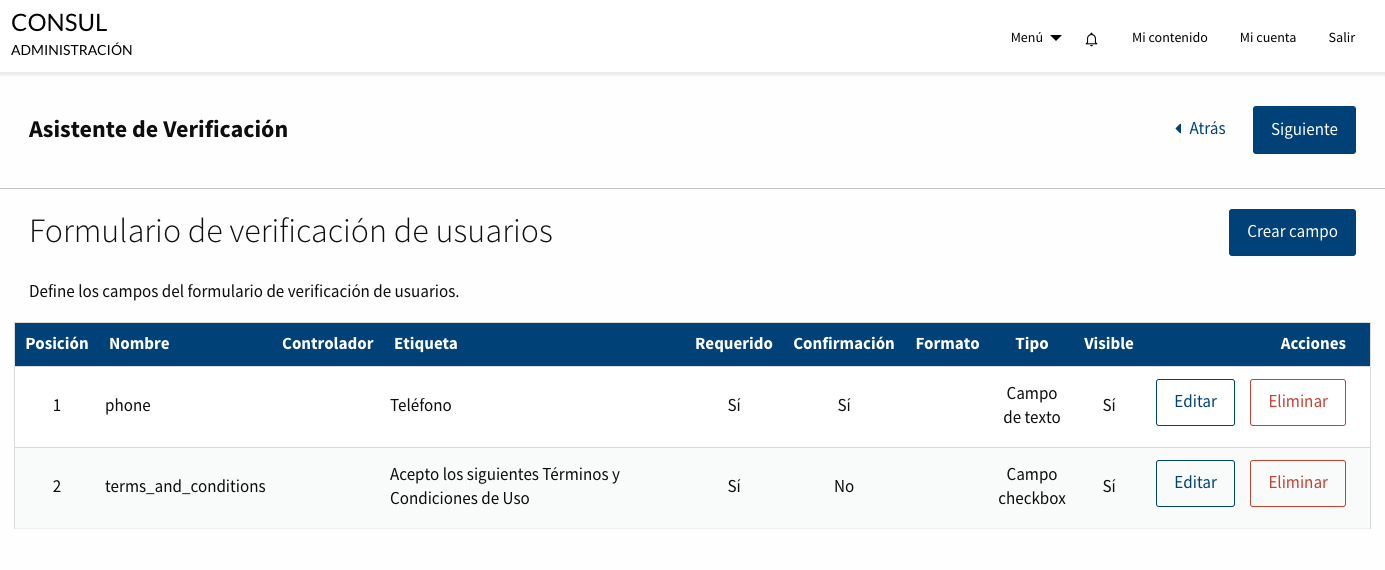 CONSUL
ADMINISTRACIÓN
Menú
Mi contenido
Mi cuenta
Salir
Asistente de Verificación
Atrás
Siguiente
Formulario de verificación de usuarios
Crear campo
Define los campos del formulario de verificación de usuarios.
Posición Nombre Controlador Etiqueta Requerido Confirmación Formato Tipo Visible Acciones
1 phone Teléfono Sí Sí Campo de texto Sí Editar Eliminar
2 terms_and_conditions Acepto los siguientes Términos y Condiciones de Uso Sí No Campo checkbox Sí Editar Eliminar